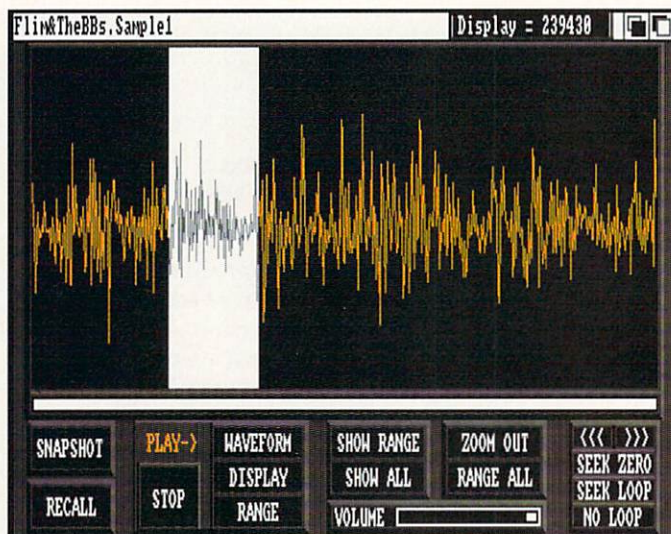 Flim&TheBBs.Sample1 Display = 239430
SNAPSHOT
RECALL
PLAY->
STOP
WAVEFORM
DISPLAY
RANGE
SHOW RANGE
SHOW ALL
ZOOM OUT
RANGE ALL
VOLUME
<<< >>>
SEEK ZERO
SEEK LOOP
NO LOOP